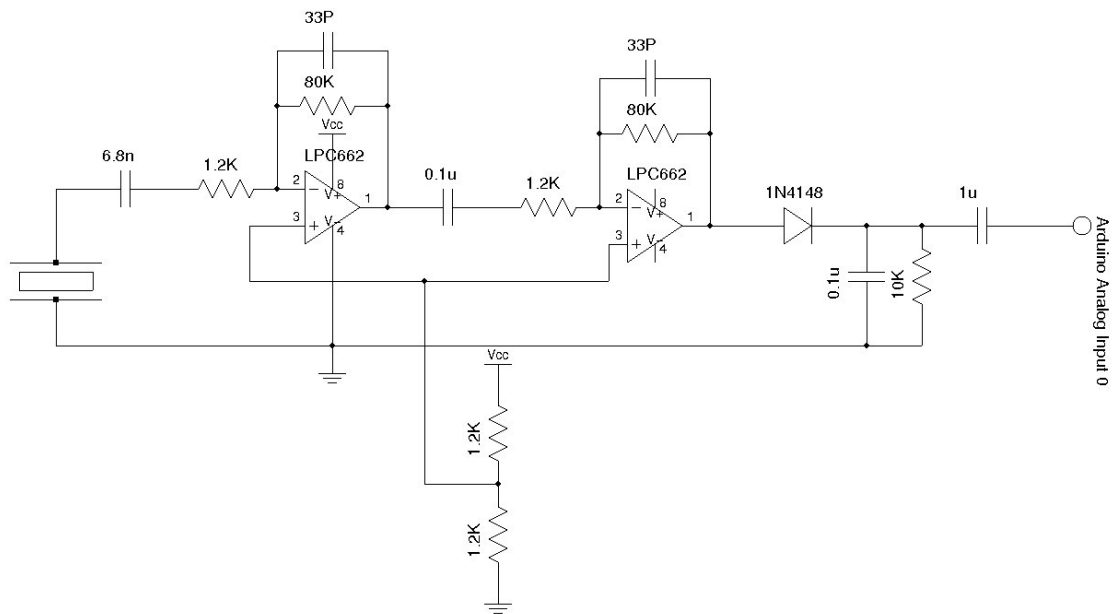 33P
80K
Vcc
LPC662
6.8n
1.2K
2
8
V+
1
3
V-
4
0.1u
1.2K
33P
80K
LPC662
2
8
V+
1
3
V-
4
1N4148
0.1u
10K
1u
Arduino Analog Input 0
Vcc
1.2K
1.2K